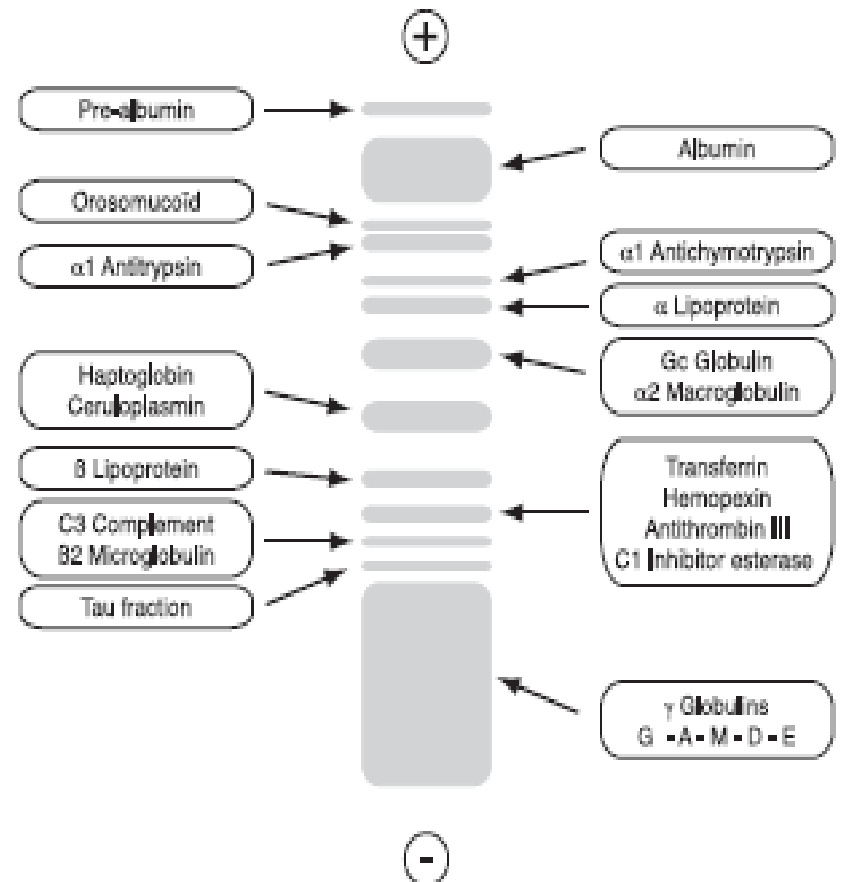 +
Pre-albumin
Albumin
Orosomucoïd
α1 Antitrypsin
α1 Antichymotrypsin
α Lipoprotein
Gc Globulin
α2 Macroglobulin
Haptoglobin
Ceruloplasmin
β Lipoprotein
Transferrin
Hemopexin
Antithrombin III
C1 Inhibitor esterase
C3 Complement
β2 Microglobulin
Tau fraction
γ Globulins
G - A - M - D - E
-